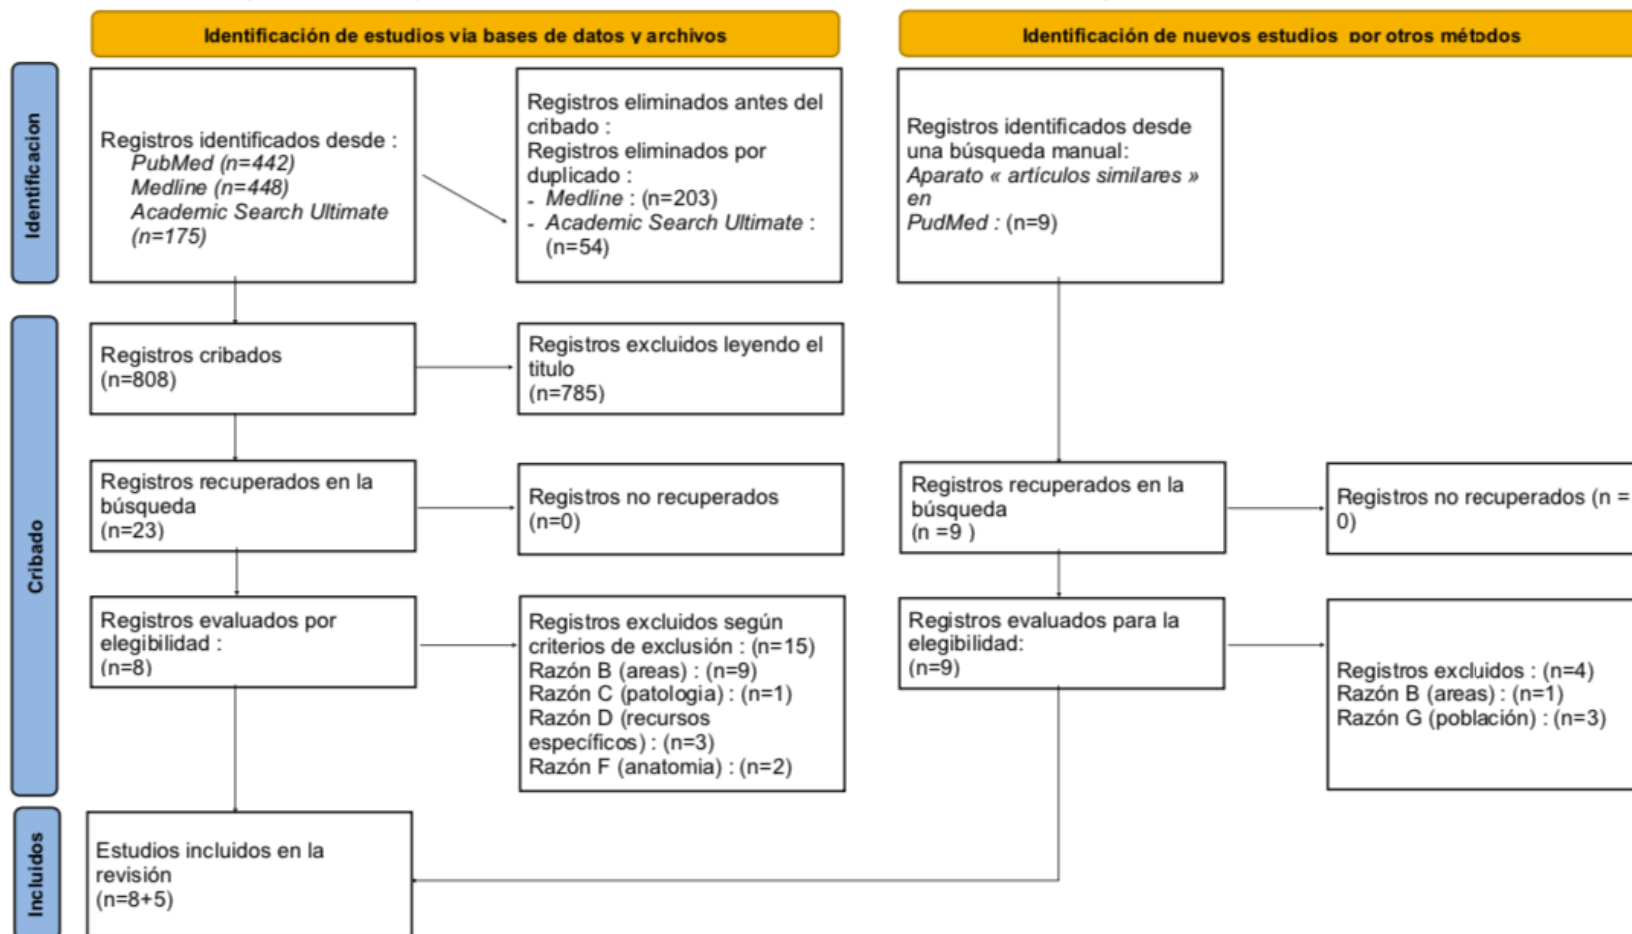 Identificación de estudios via bases de datos y archivos
Identificación de nuevos estudios por otros métodos
Identificacion
Registros identificados desde :
PubMed (n=442)
Medline (n=448)
Academic Search Ultimate
(n=175)
Registros eliminados antes del
cribado :
Registros eliminados por
duplicado :
- Medline : (n=203)
- Academic Search Ultimate :
(n=54)
Registros identificados desde
una búsqueda manual:
Aparato « artículos similares »
en
PudMed : (n=9)
Cribado
Registros cribados
(n=808)
Registros excluidos leyendo el
titulo
(n=785)
Registros recuperados en la
búsqueda
(n=23)
Registros no recuperados
(n=0)
Registros recuperados en la
búsqueda
(n =9 )
Registros no recuperados (n =
0)
Registros evaluados por
elegibilidad :
(n=8)
Registros excluidos según
criterios de exclusión : (n=15)
Razón B (areas) : (n=9)
Razón C (patologia) : (n=1)
Razón D (recursos
específicos) : (n=3)
Razón F (anatomia) : (n=2)
Registros evaluados para la
elegibilidad:
(n=9)
Registros excluidos : (n=4)
Razón B (areas) : (n=1)
Razón G (población) : (n=3)
Incluidos
Estudios incluidos en la
revisión
(n=8+5)